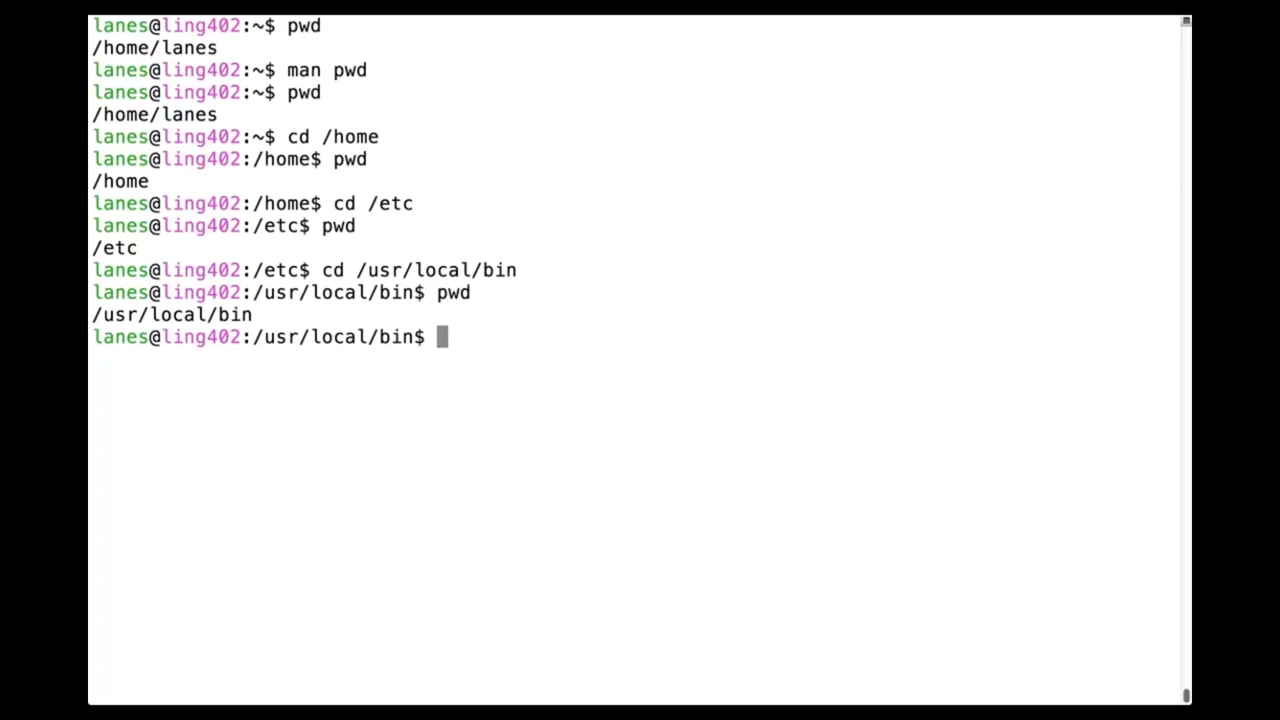 lanes@ling402:~$ pwd
/home/lanes
lanes@ling402:~$ man pwd
lanes@ling402:~$ pwd
/home/lanes
lanes@ling402:~$ cd /home
lanes@ling402:/home$ pwd
/home
lanes@ling402:/home$ cd /etc
lanes@ling402:/etc$ pwd
/etc
lanes@ling402:/etc$ cd /usr/local/bin
lanes@ling402:/usr/local/bin$ pwd
/usr/local/bin
lanes@ling402:/usr/local/bin$